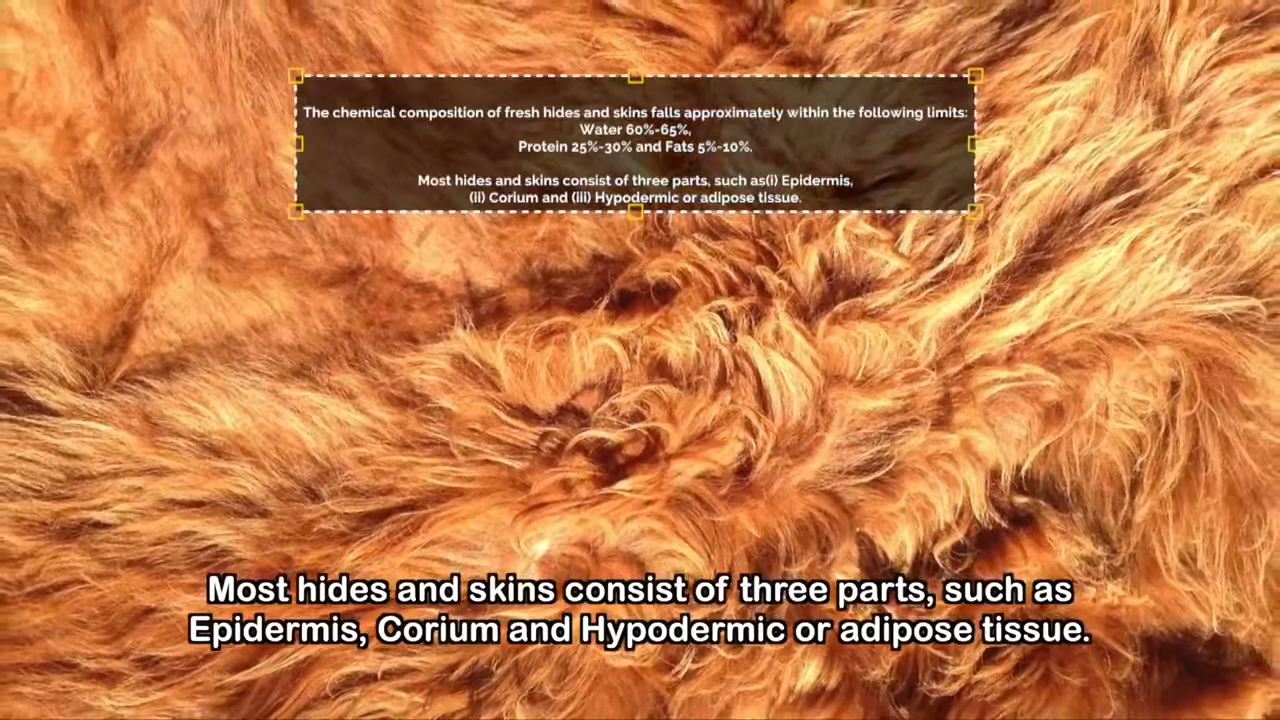 The chemical composition of fresh hides and skins falls approximately within the following limits:
Water 60%-65%,
Protein 25%-30% and Fats 5%-10%.
Most hides and skins consist of three parts, such as(i) Epidermis,
(ii) Corium and (iii) Hypodermic or adipose tissue.
Most hides and skins consist of three parts, such as
Epidermis, Corium and Hypodermic or adipose tissue.